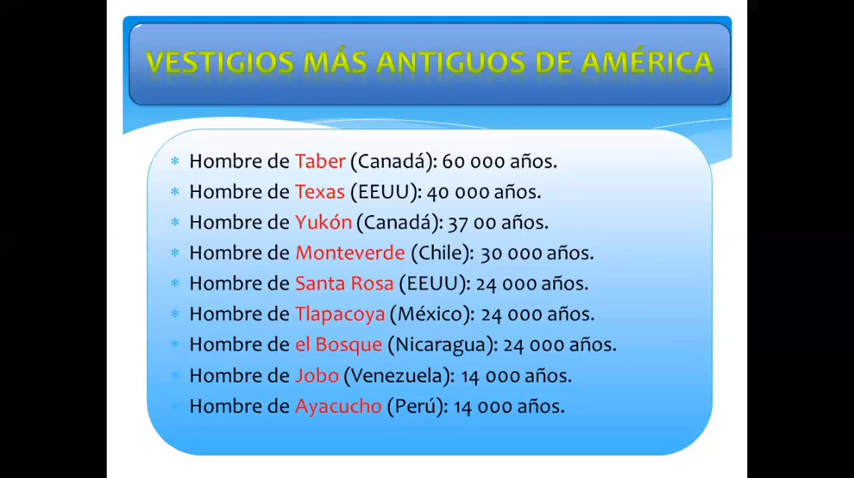 VESTIGIOS MÁS ANTIGUOS DE AMÉRICA
* Hombre de Taber (Canadá): 60 000 años.
* Hombre de Texas (EEUU): 40 000 años.
* Hombre de Yukón (Canadá): 37 00 años.
* Hombre de Monteverde (Chile): 30 000 años.
* Hombre de Santa Rosa (EEUU): 24 000 años.
* Hombre de Tlapacoya (México): 24 000 años.
* Hombre de el Bosque (Nicaragua): 24 000 años.
* Hombre de Jobo (Venezuela): 14 000 años.
* Hombre de Ayacucho (Perú): 14 000 años.